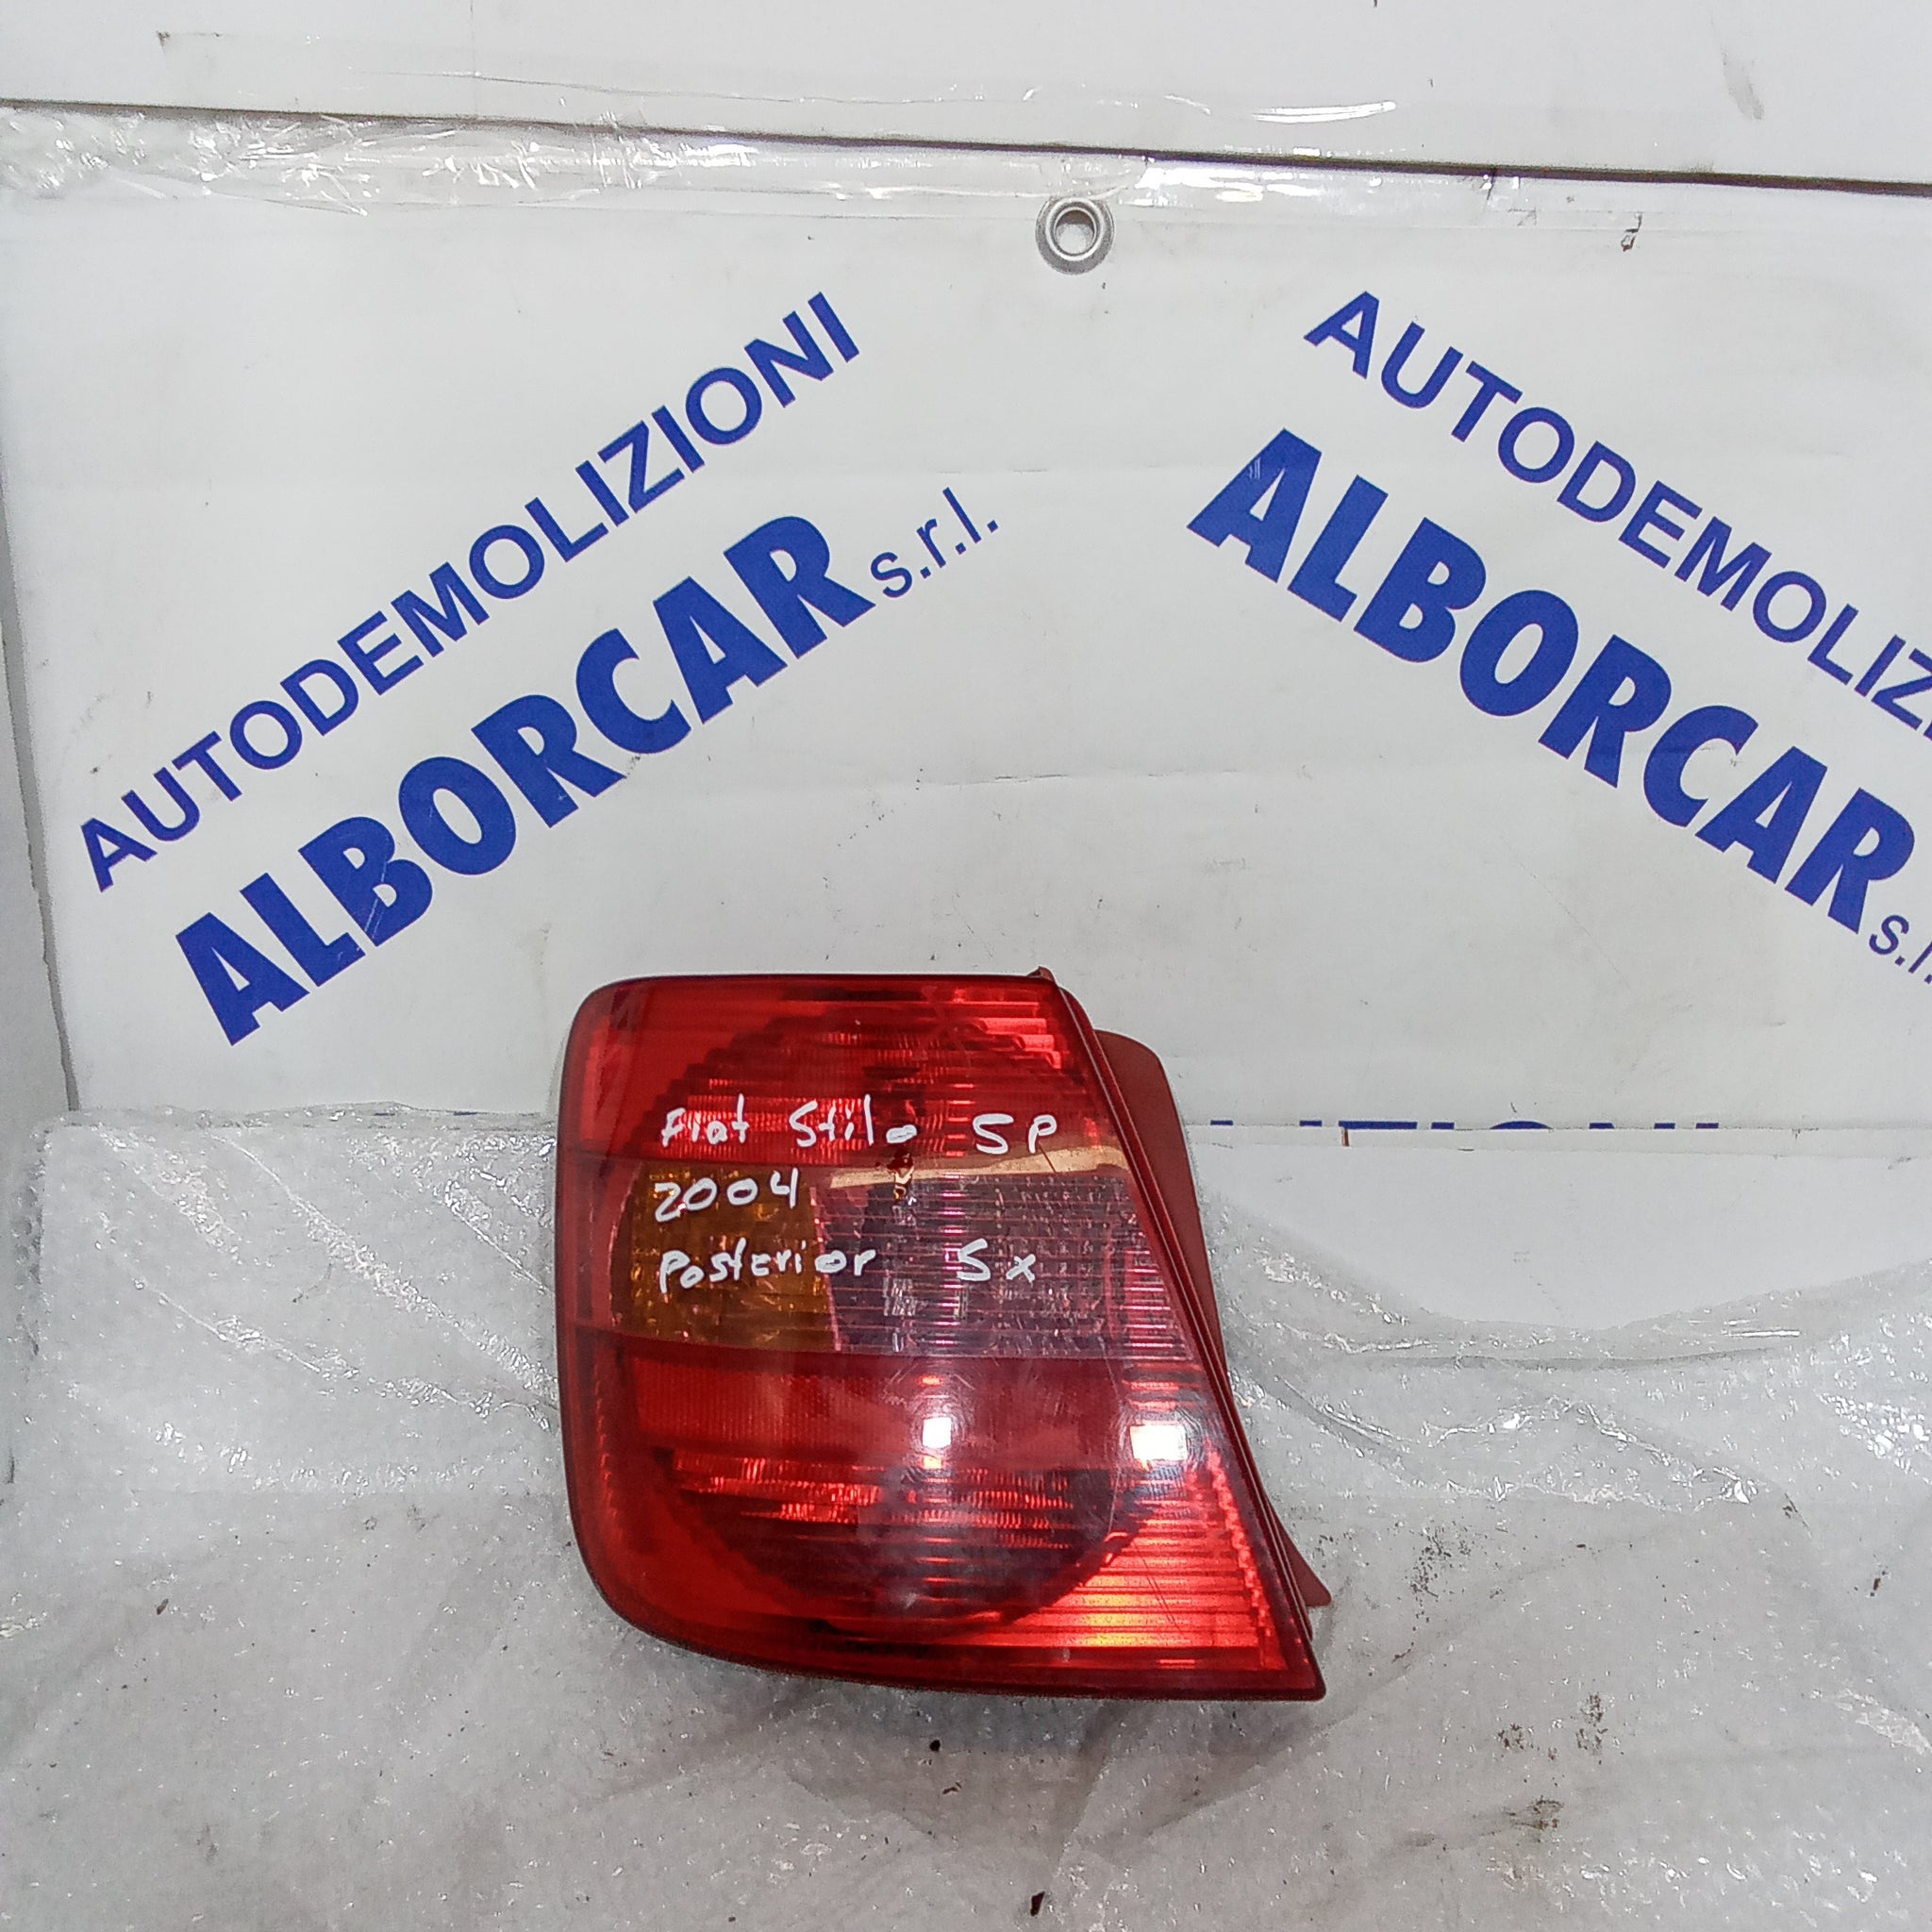 AUTODEMOLIZIONI
ALBORCAR s.r.l.
AUTODEMOLIZI
ALBORCAR s.r.
Fiat Stilo 5P
2004
Posterior Sx